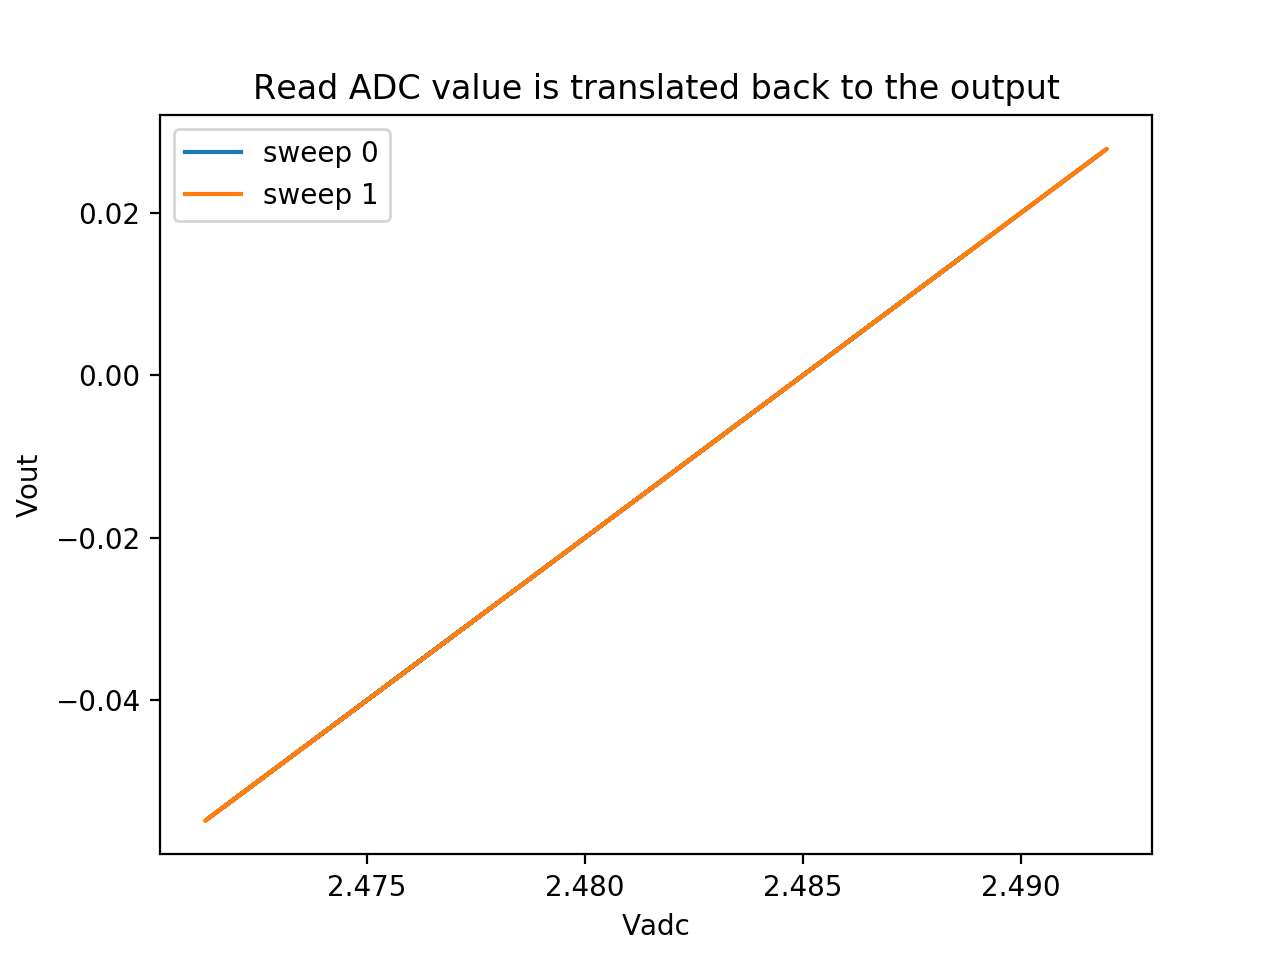 Read ADC value is translated back to the output
sweep 0
sweep 1
0.02
0.00
−0.02
−0.04
Vout
2.475
2.480
2.485
2.490
Vadc